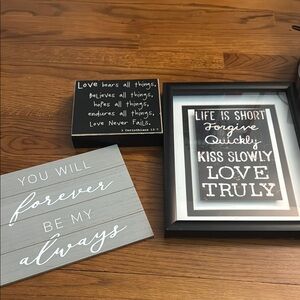 Love bears all things,
Believes all things,
hopes all things,
endures all things,
Love Never Fails.
1 Corinthians 13:7
LIFE IS SHORT
Forgive
Quickly
KISS SLOWLY
LOVE
TRULY
YOU WILL
forever
BE MY
always